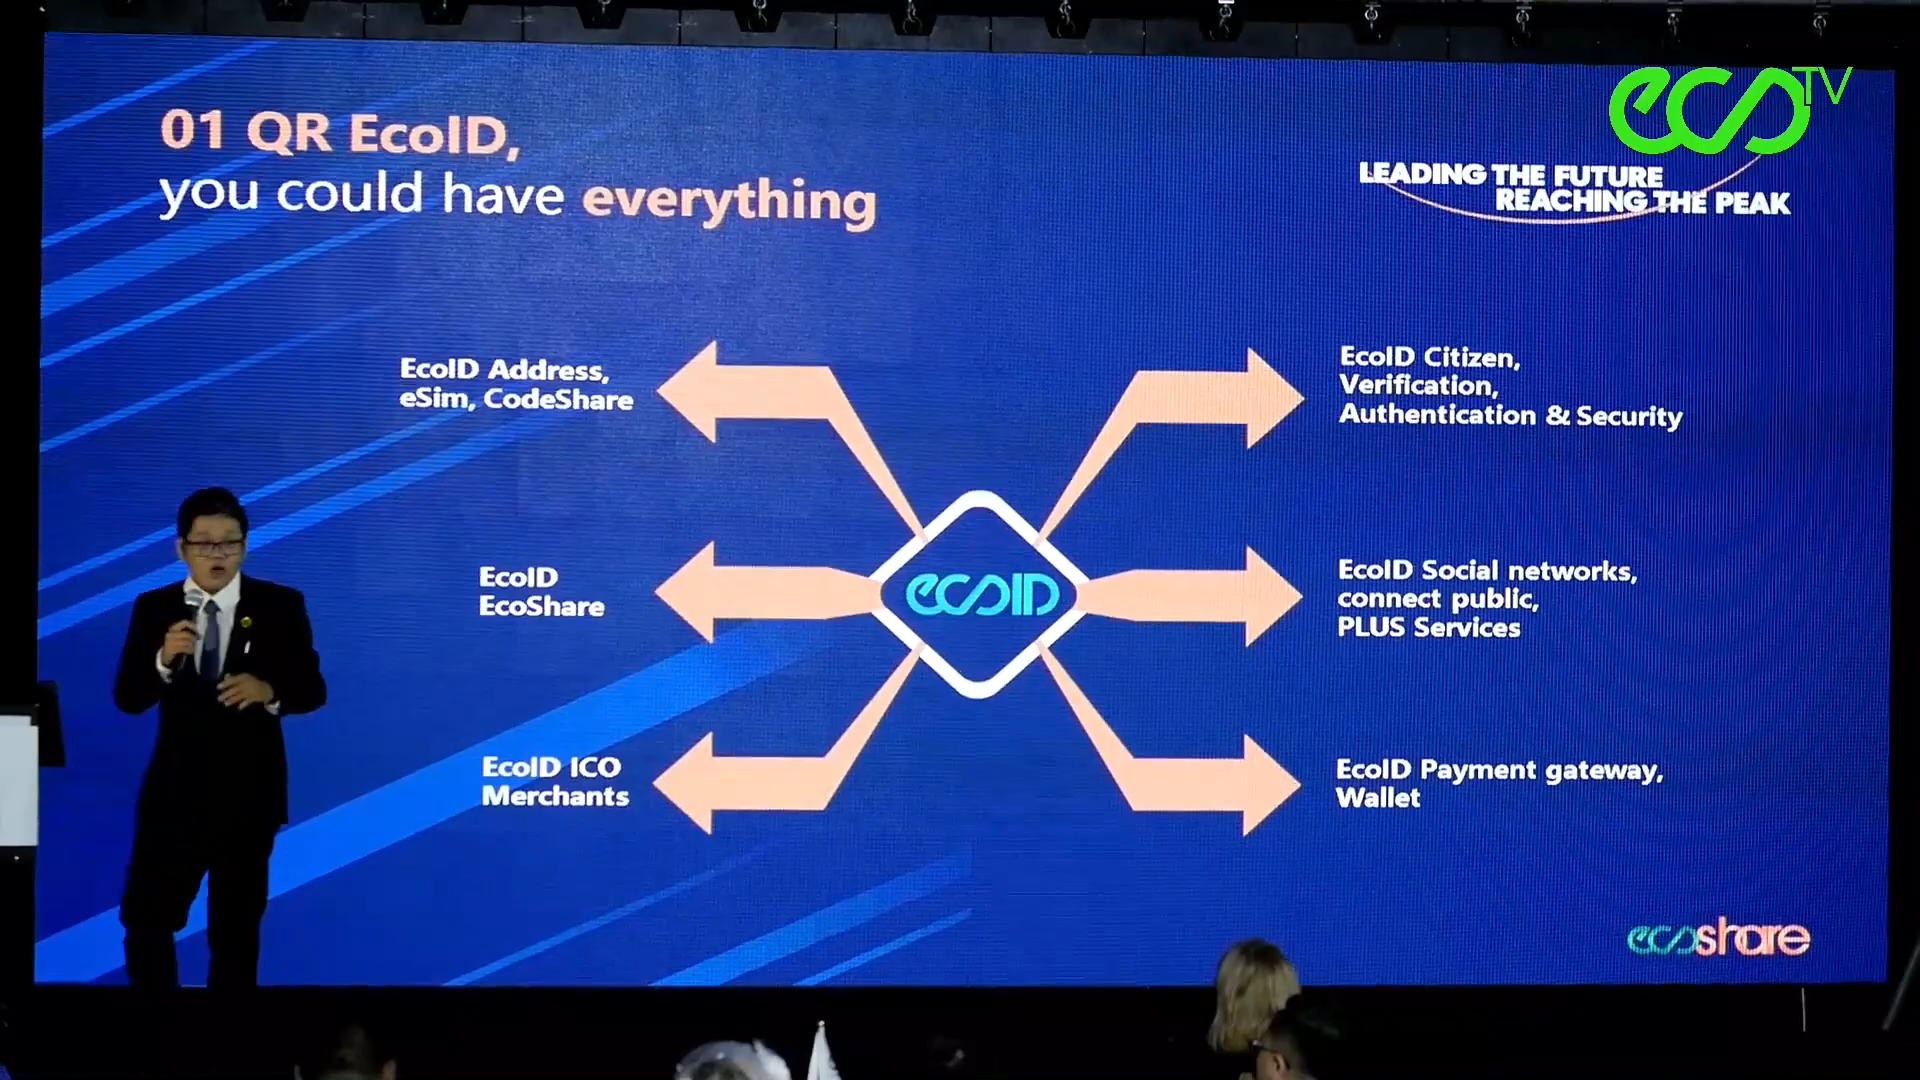 ecoTV
01 QR EcoID,
you could have everything
LEADING THE FUTURE
REACHING THE PEAK
EcoID Address,
eSim, CodeShare
EcoID Citizen,
Verification,
Authentication & Security
EcoID
EcoShare
ecoID
EcoID Social networks,
connect public,
PLUS Services
EcoID ICO
Merchants
EcoID Payment gateway,
Wallet
ecoshare